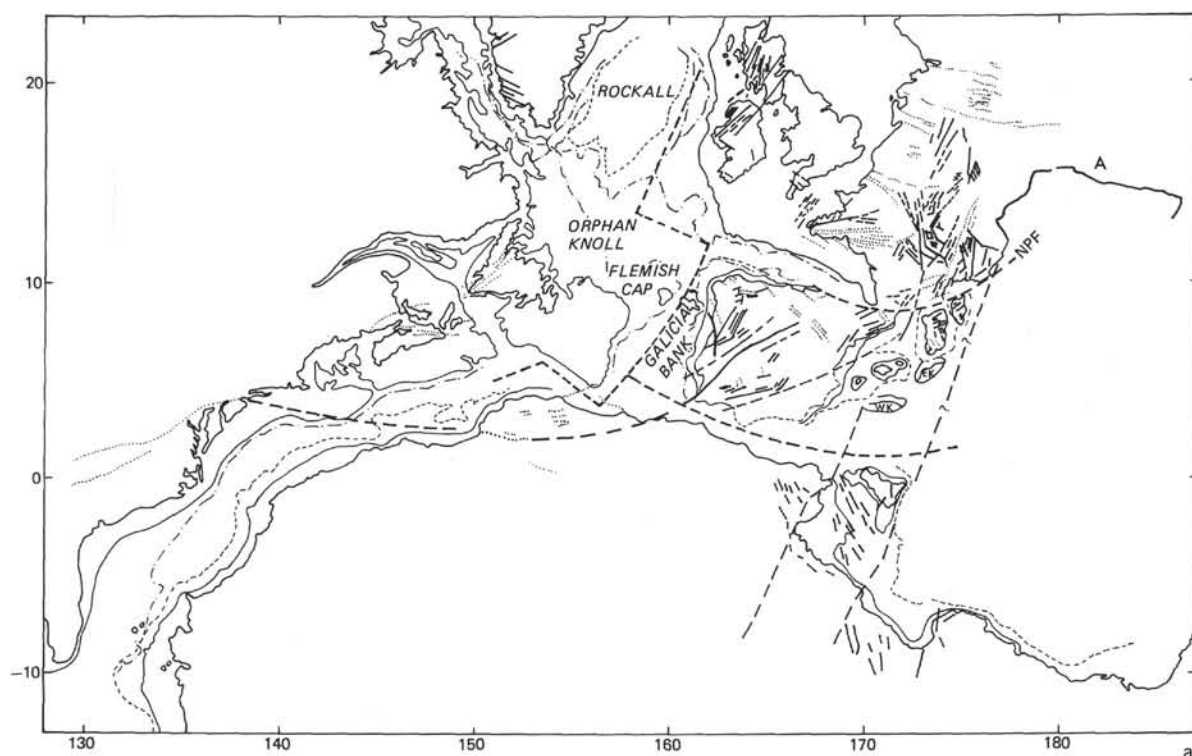 20
ROCKALL
A
ORPHAN
KNOLL
NPF
FLEMISH
CAP
10
GALICIA
BANK
WK
0
-10
130
140
150
160
170
180
a